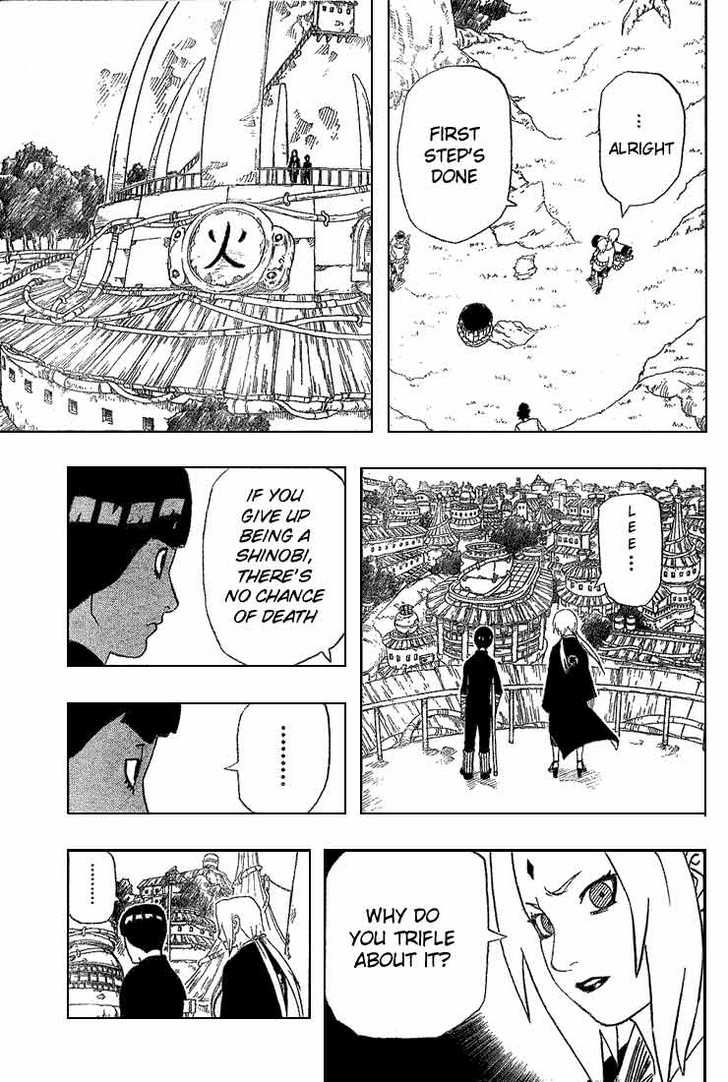 ...
ALRIGHT
FIRST
STEP'S
DONE
火
LEE...
IF YOU
GIVE UP
BEING A
SHINOBI,
THERE'S
NO CHANCE
OF DEATH
........
WHY DO
YOU TRIFLE
ABOUT IT?
........